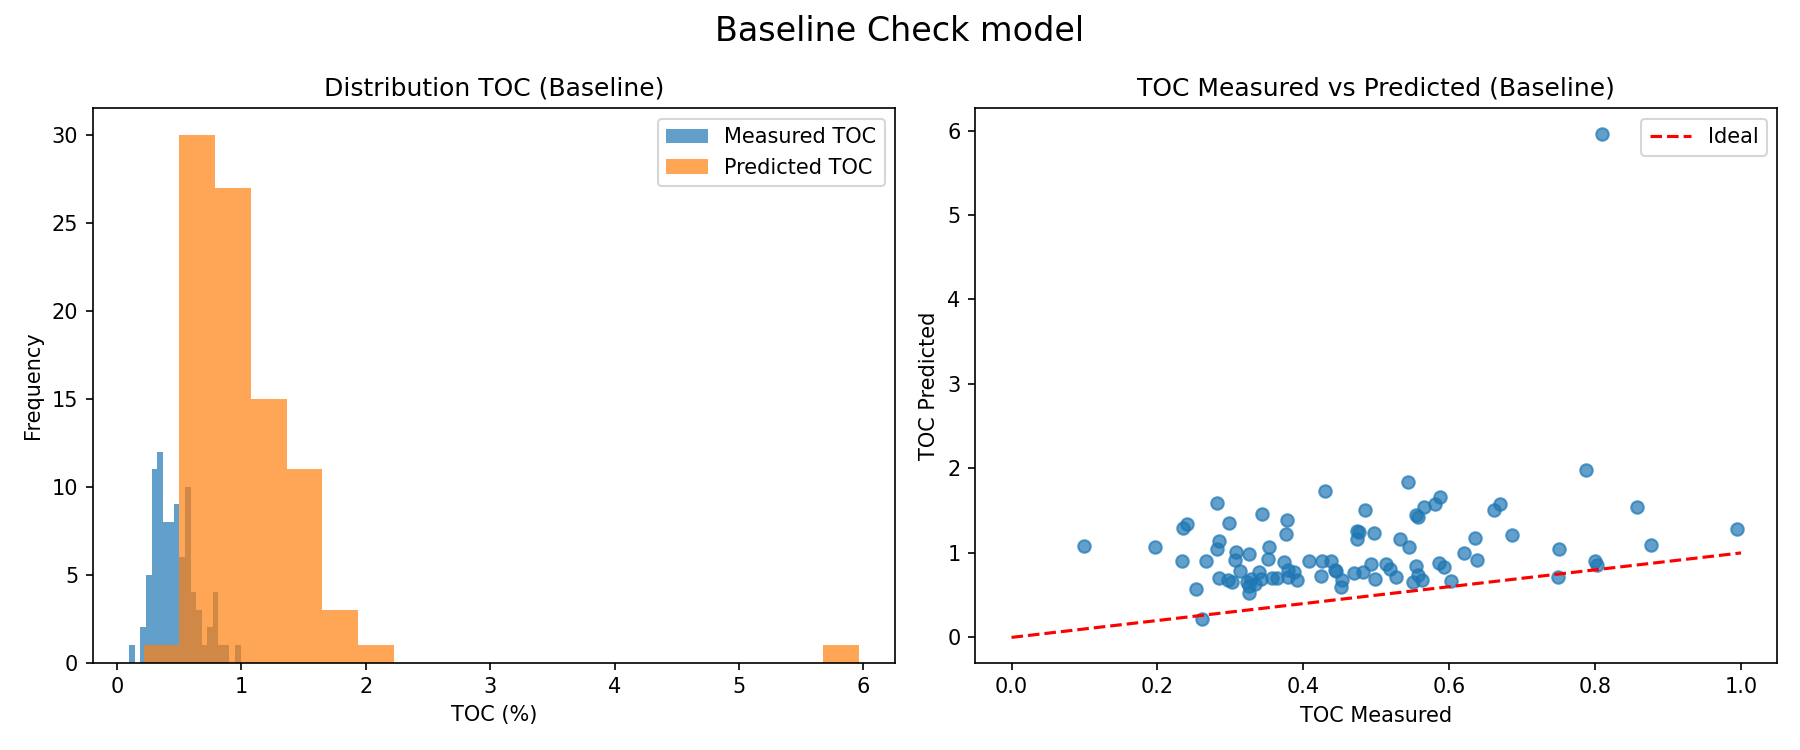 Baseline Check model
Distribution TOC (Baseline)
Measured TOC
Predicted TOC
Frequency
30
25
20
15
10
5
0
0 1 2 3 4 5 6
TOC (%)
TOC Measured vs Predicted (Baseline)
Ideal
TOC Predicted
6
5
4
3
2
1
0
0.0 0.2 0.4 0.6 0.8 1.0
TOC Measured